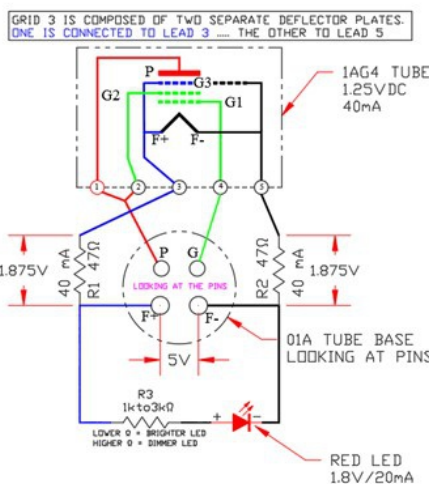 GRID 3 IS COMPOSED OF TWO SEPARATE DEFLECTOR PLATES.
ONE IS CONNECTED TO LEAD 3 .... THE OTHER TO LEAD 5
P
G3
G2
G1
F+
F-
1AG4 TUBE
1.25VDC
40mA
1
2
3
4
5
1.875V
40 mA
R1 47Ω
P
G
LOOKING AT THE PINS
F+
F-
5V
R2 47Ω
40 mA
1.875V
01A TUBE BASE
LOOKING AT PINS
R3
1kto3kΩ
LOWER Ω = BRIGHTER LED
HIGHER Ω = DIMMER LED
+
-
RED LED
1.8V/20mA